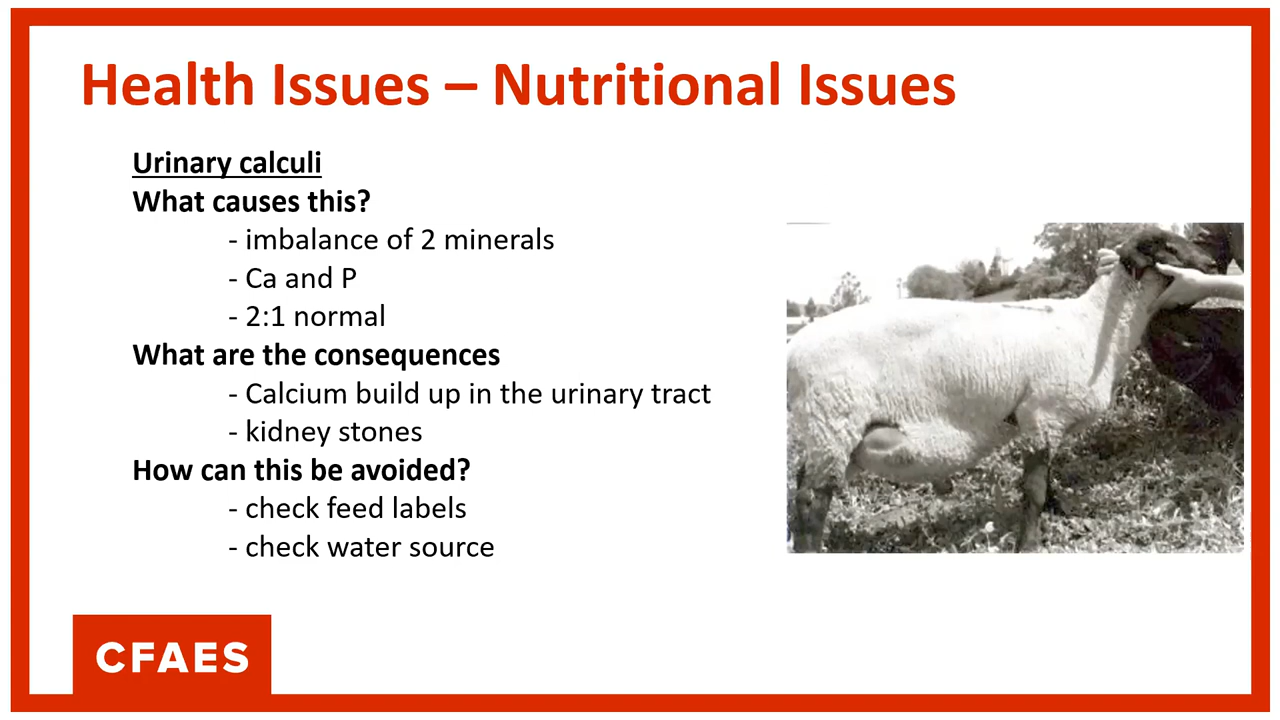 Health Issues – Nutritional Issues
Urinary calculi
What causes this?
- imbalance of 2 minerals
- Ca and P
- 2:1 normal
What are the consequences
- Calcium build up in the urinary tract
- kidney stones
How can this be avoided?
- check feed labels
- check water source
CFAES